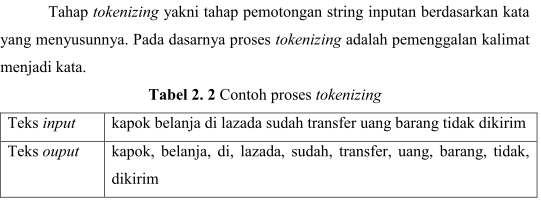 Tahap tokenizing yakni tahap pemotongan string inputan berdasarkan kata
yang menyusunnya. Pada dasarnya proses tokenizing adalah pemenggalan kalimat
menjadi kata.
Tabel 2. 2 Contoh proses tokenizing
Teks input kapok belanja di lazada sudah transfer uang barang tidak dikirim
Teks ouput kapok, belanja, di, lazada, sudah, transfer, uang, barang, tidak,
dikirim